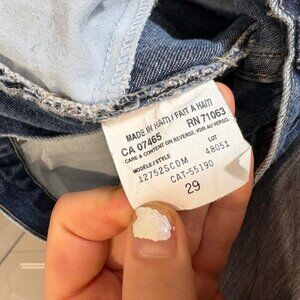 MADE IN HAITI / FAIT À HAITI
CA 07465 RN 71063
CARE & CONTENT ON REVERSE, VOIR AU VERSO.
MODELE/STYLE LOT
12752SCDM 48051
CAT-55190
29